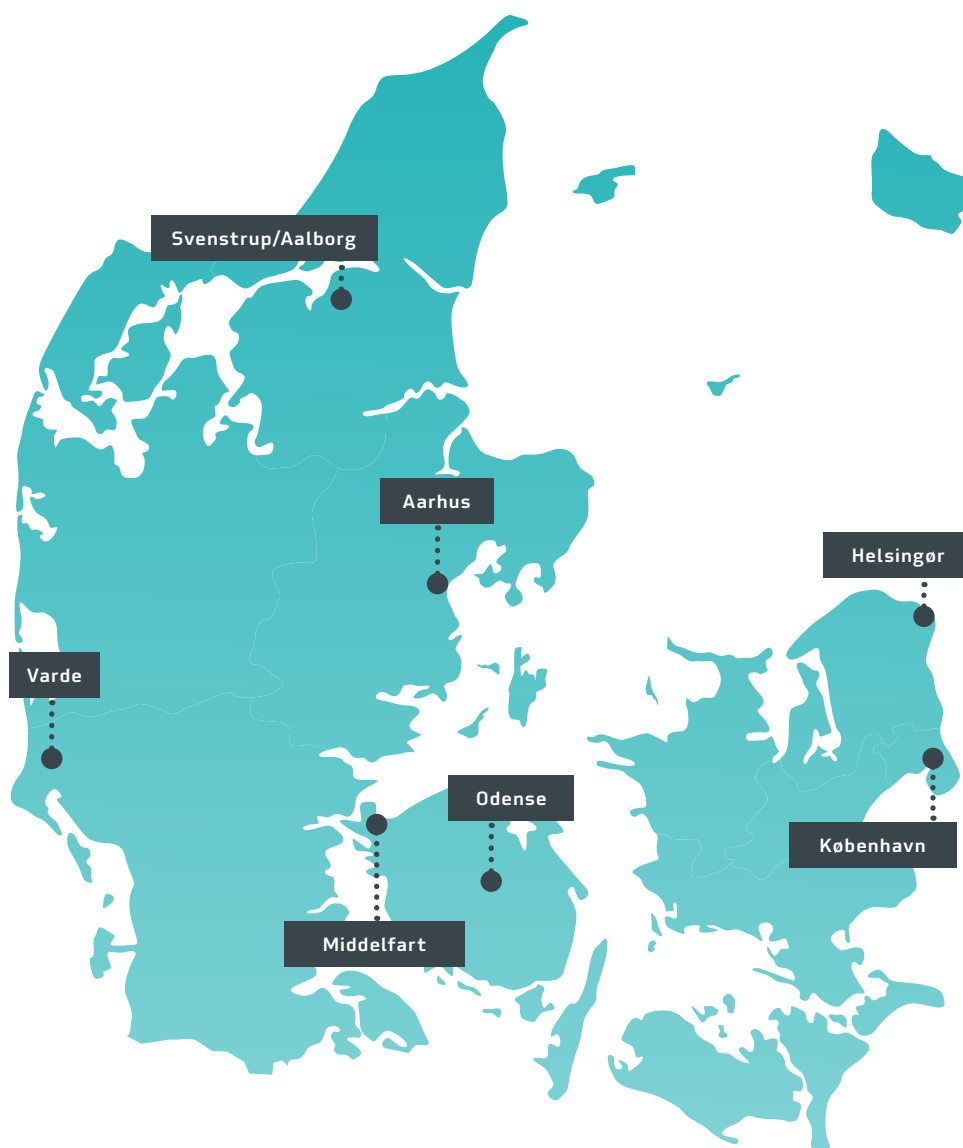 Svenstrup/Aalborg
Aarhus
Helsingør
Varde
Odense
København
Middelfart